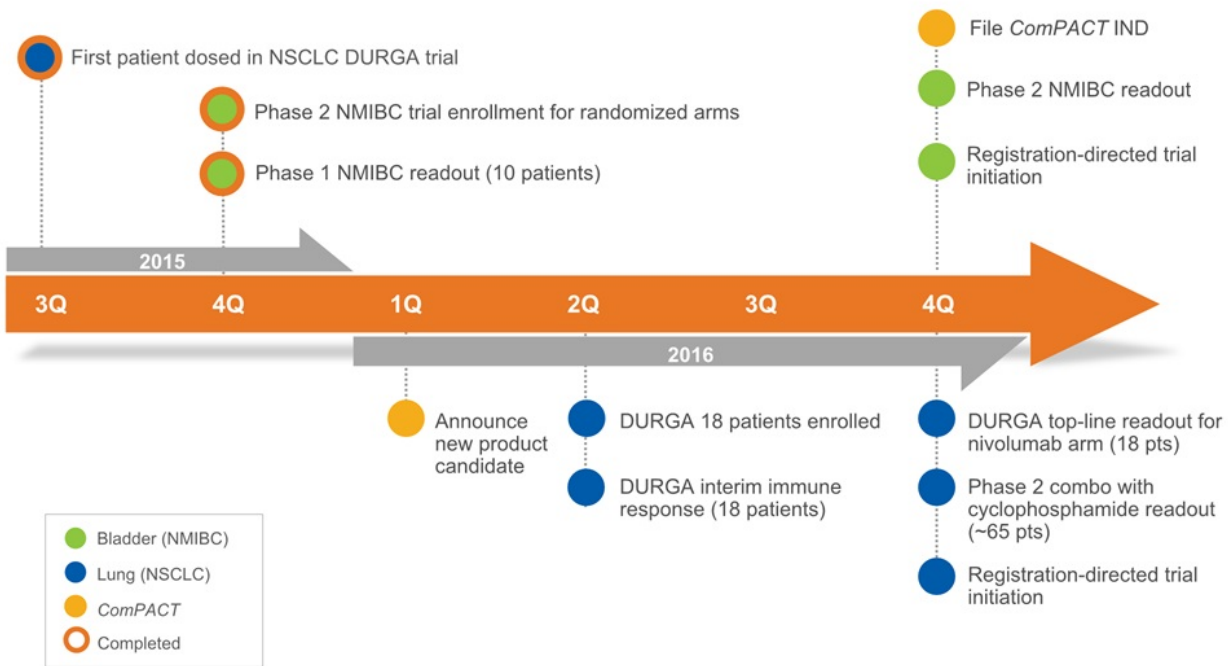 First patient dosed in NSCLC DURGA trial
Phase 2 NMIBC trial enrollment for randomized arms
Phase 1 NMIBC readout (10 patients)
File ComPACT IND
Phase 2 NMIBC readout
Registration-directed trial
initiation
2015
3Q
4Q
1Q
2Q
3Q
4Q
2016
Announce
new product
candidate
DURGA 18 patients enrolled
DURGA interim immune
response (18 patients)
DURGA top-line readout for
nivolumab arm (18 pts)
Phase 2 combo with
cyclophosphamide readout
(~65 pts)
Registration-directed trial
initiation
Bladder (NMIBC)
Lung (NSCLC)
ComPACT
Completed